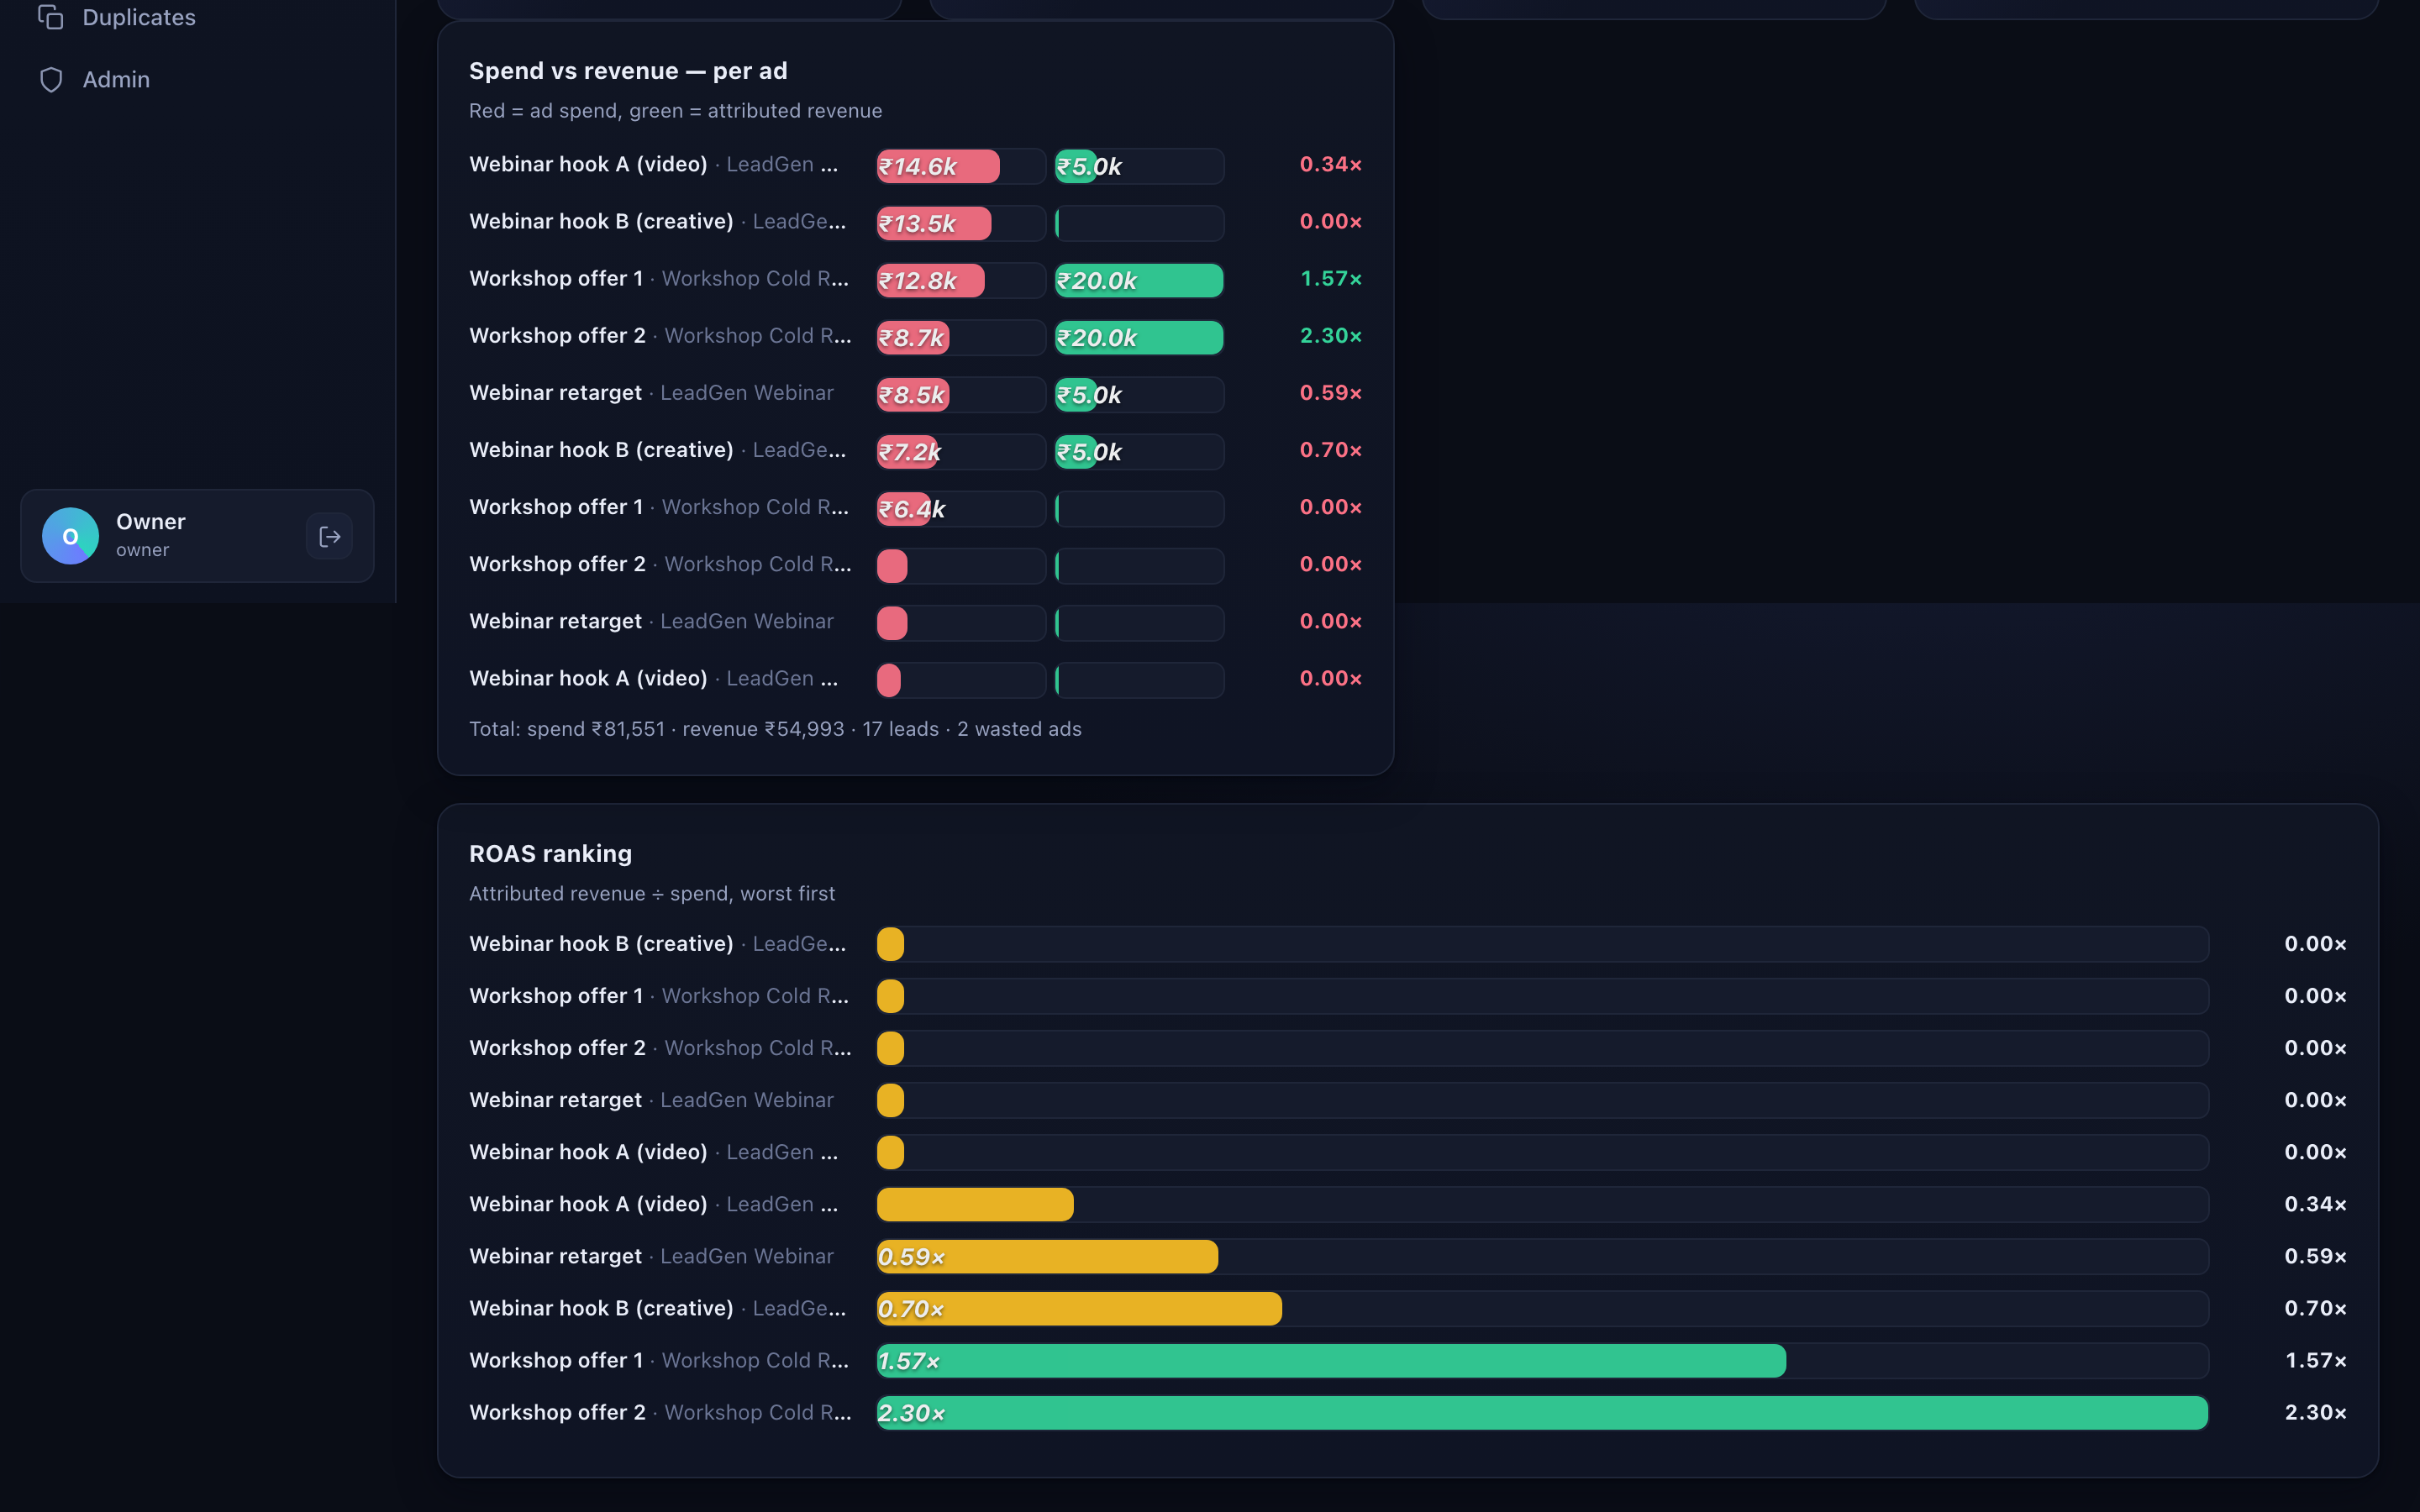 Duplicates
Admin
O
Owner
owner
Spend vs revenue — per ad
Red = ad spend, green = attributed revenue
Webinar hook A (video) · LeadGen ... ₹14.6k ₹5.0k 0.34×
Webinar hook B (creative) · LeadGe... ₹13.5k 0.00×
Workshop offer 1 · Workshop Cold R... ₹12.8k ₹20.0k 1.57×
Workshop offer 2 · Workshop Cold R... ₹8.7k ₹20.0k 2.30×
Webinar retarget · LeadGen Webinar ₹8.5k ₹5.0k 0.59×
Webinar hook B (creative) · LeadGe... ₹7.2k ₹5.0k 0.70×
Workshop offer 1 · Workshop Cold R... ₹6.4k 0.00×
Workshop offer 2 · Workshop Cold R... 0.00×
Webinar retarget · LeadGen Webinar 0.00×
Webinar hook A (video) · LeadGen ... 0.00×
Total: spend ₹81,551 · revenue ₹54,993 · 17 leads · 2 wasted ads
ROAS ranking
Attributed revenue ÷ spend, worst first
Webinar hook B (creative) · LeadGe... 0.00×
Workshop offer 1 · Workshop Cold R... 0.00×
Workshop offer 2 · Workshop Cold R... 0.00×
Webinar retarget · LeadGen Webinar 0.00×
Webinar hook A (video) · LeadGen ... 0.00×
Webinar hook A (video) · LeadGen ... 0.34×
Webinar retarget · LeadGen Webinar 0.59× 0.59×
Webinar hook B (creative) · LeadGe... 0.70× 0.70×
Workshop offer 1 · Workshop Cold R... 1.57× 1.57×
Workshop offer 2 · Workshop Cold R... 2.30× 2.30×